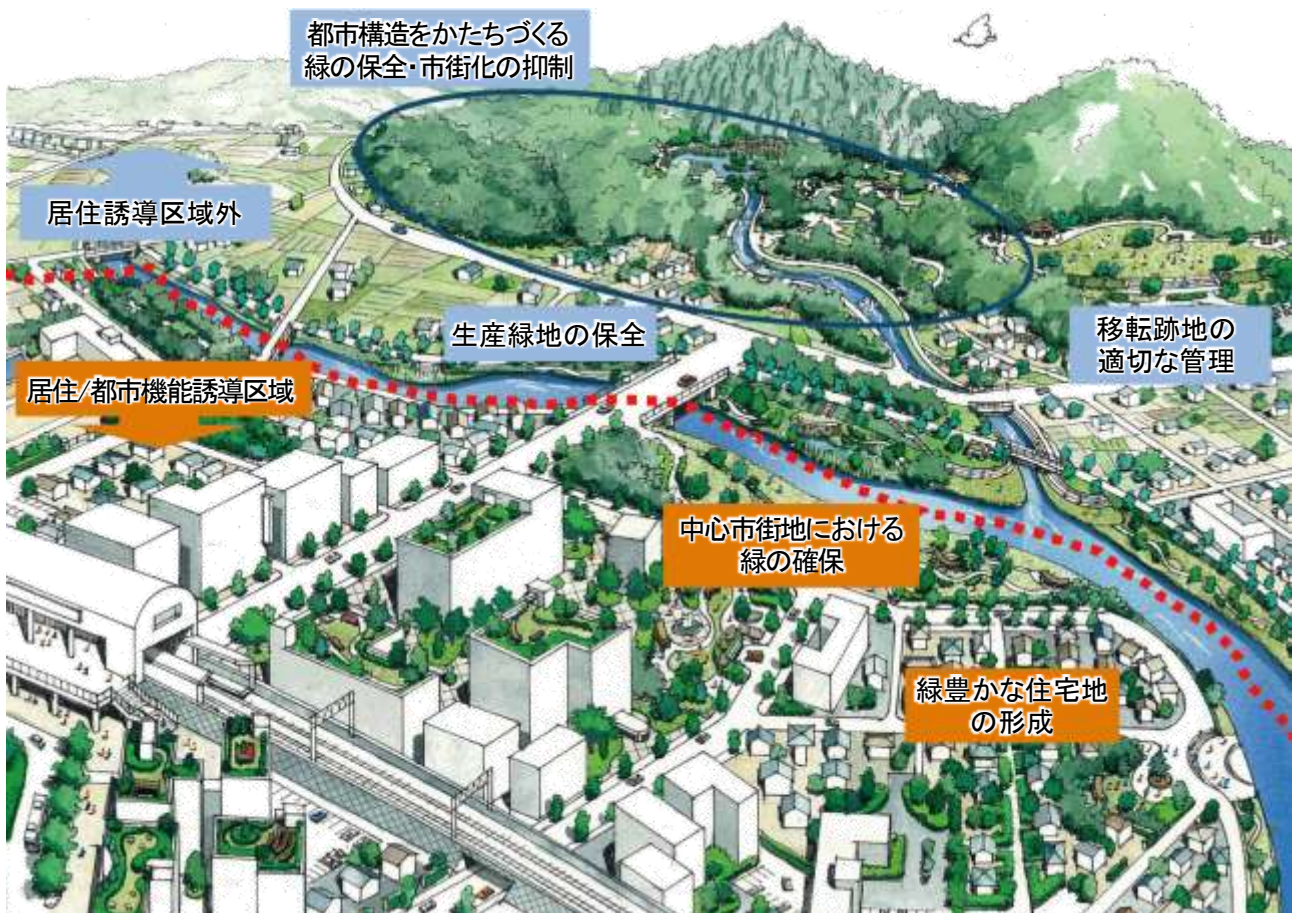 都市構造をかたちづくる
緑の保全・市街化の抑制
居住誘導区域外
生産緑地の保全
移転跡地の
適切な管理
居住/都市機能誘導区域
中心市街地における
緑の確保
緑豊かな住宅地
の形成